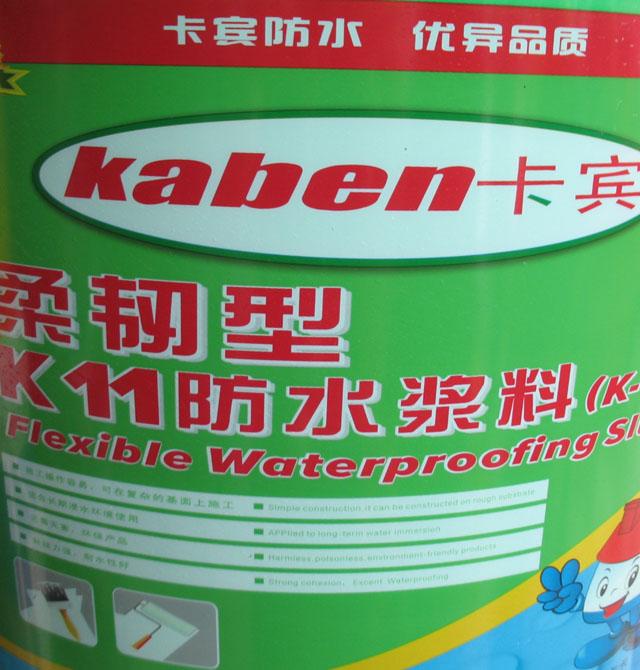 卡宾防水 优异品质
kaben卡宾
柔韧型
K11防水浆料(K-
Flexible Waterproofing Sl
施工操作容易，可在复杂的基面上施工
Simple construction,it can be constructed on rough substrate
适合长期浸水环境使用
APPlied to long-term water immersion
无毒无害，环保产品
Harmless,poisonless,environment-friendly products
粘接力强，耐水性好
Strong cohesion，Excent Waterproofing